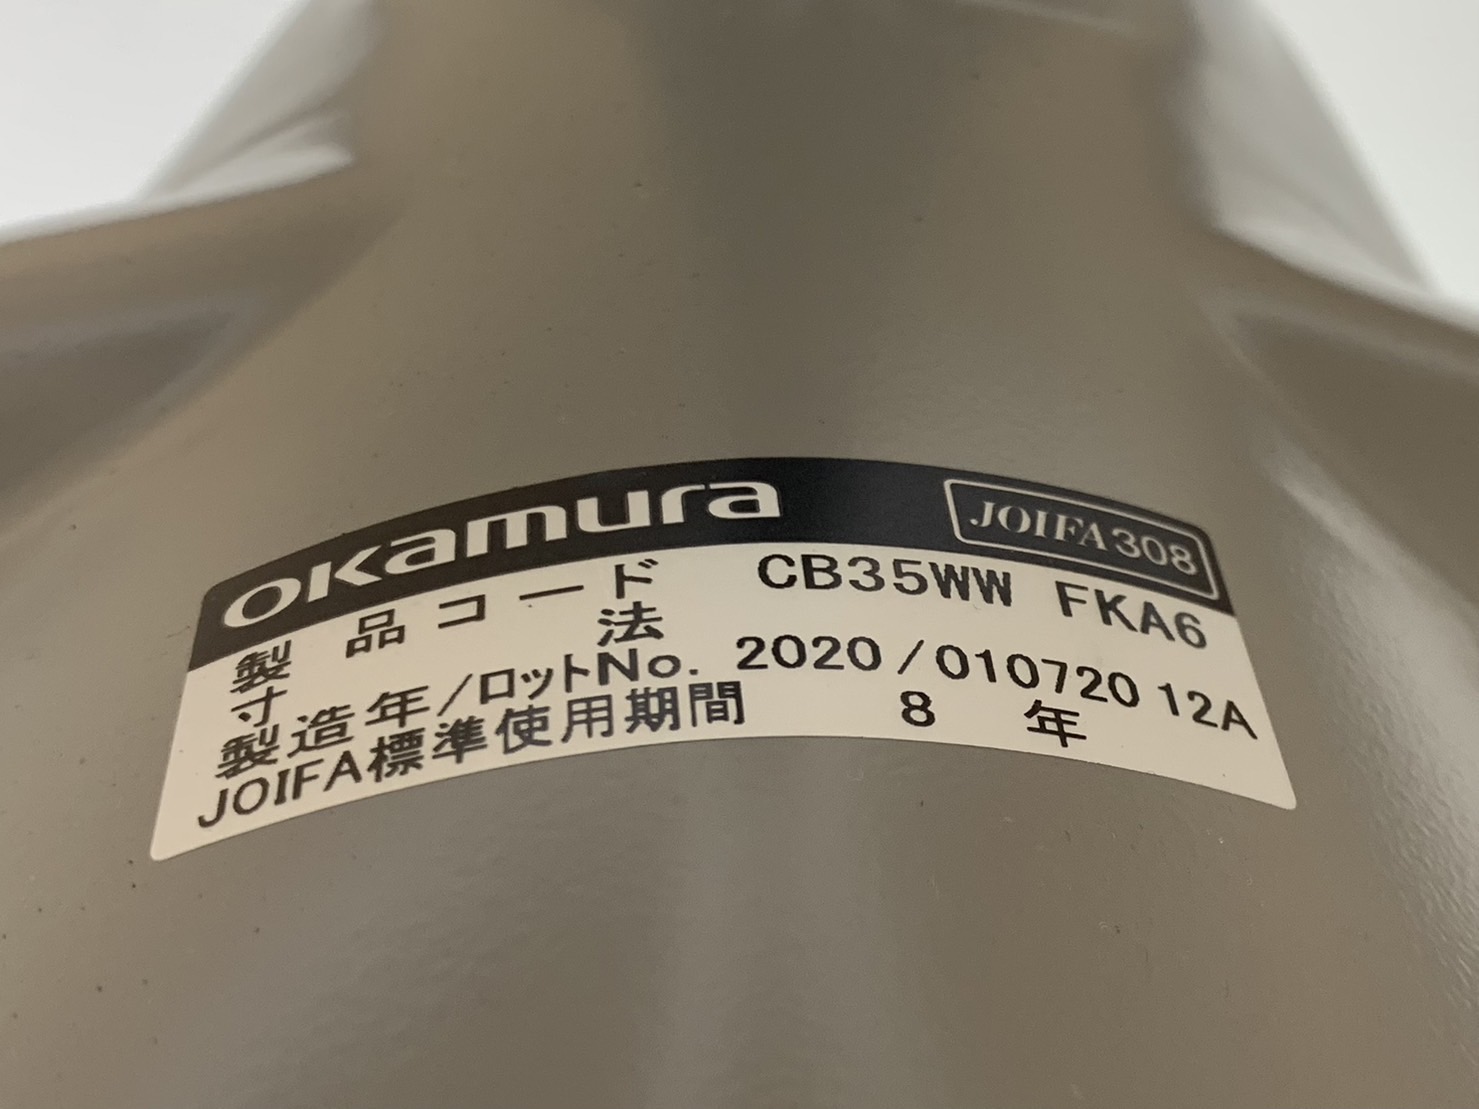 okamura JOIFA308
製品コード CB35WW FKA6
寸法
製造年/ロットNo. 2020/010720 12A
JOIFA標準使用期間 8年